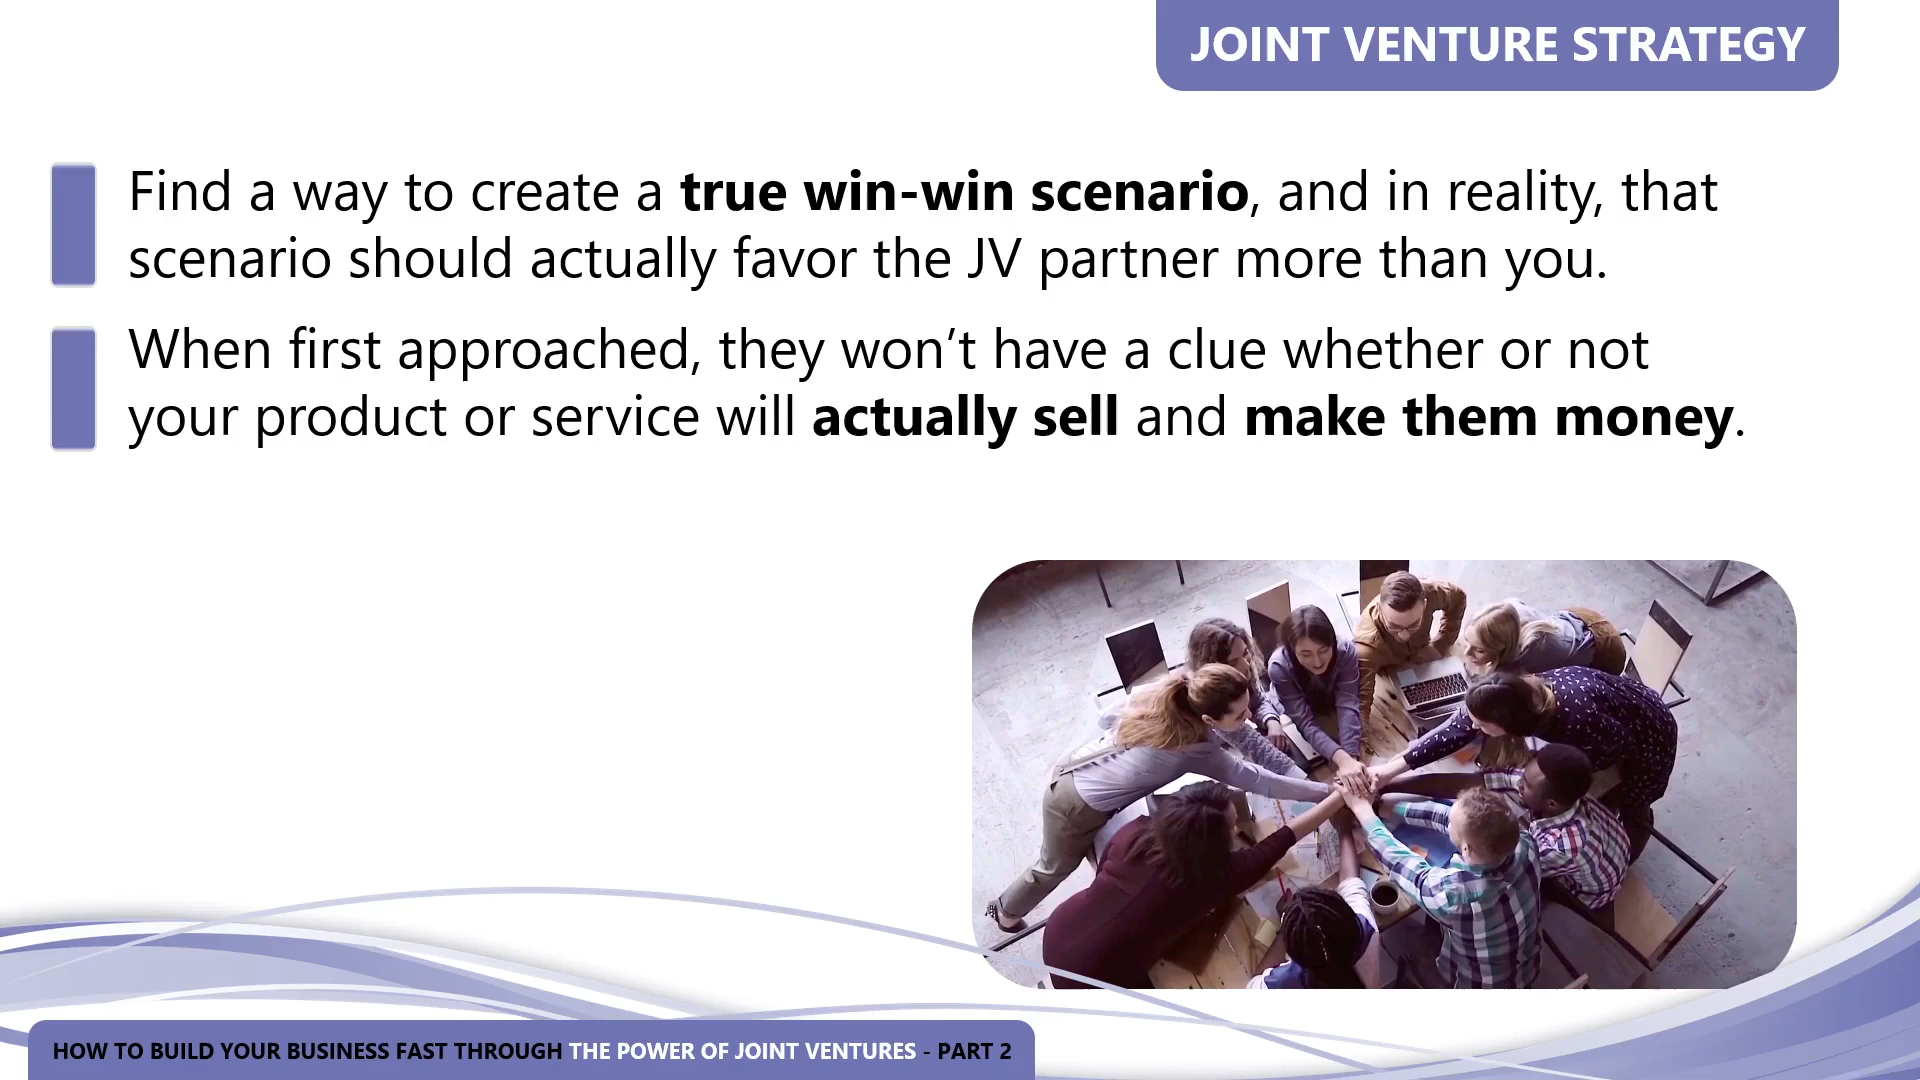 JOINT VENTURE STRATEGY
Find a way to create a true win-win scenario, and in reality, that
scenario should actually favor the JV partner more than you.
When first approached, they won’t have a clue whether or not
your product or service will actually sell and make them money.
HOW TO BUILD YOUR BUSINESS FAST THROUGH THE POWER OF JOINT VENTURES - PART 2